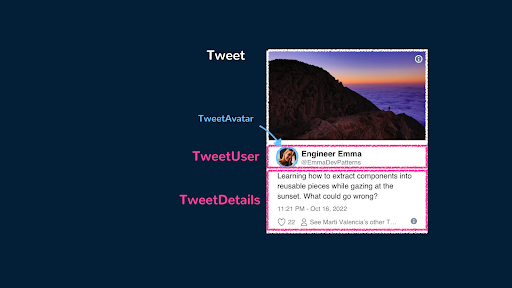 Tweet
TweetAvatar
TweetUser
Engineer Emma
@EmmaDevPatterns
TweetDetails
Learning how to extract components into
reusable pieces while gazing at the
sunset. What could go wrong?
11:21 PM - Oct 16, 2022
22 See Marti Valencia's other T...